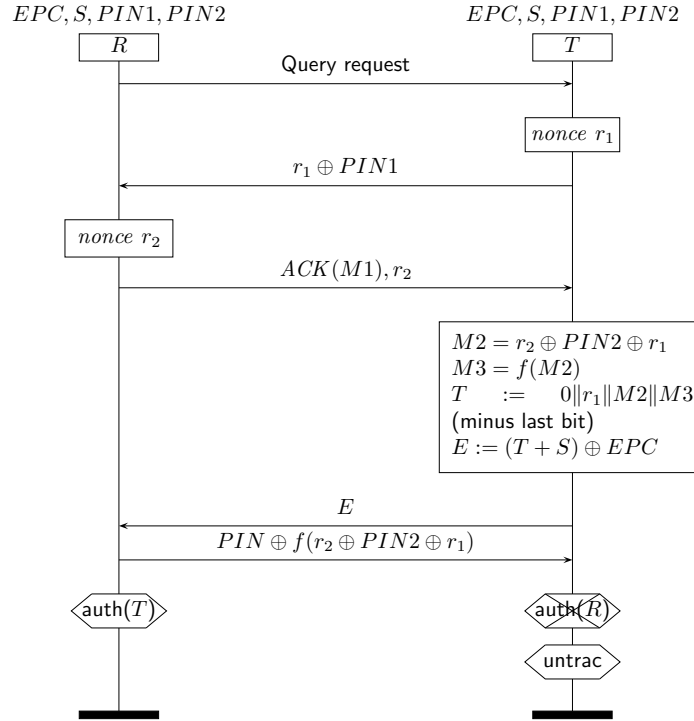 EPC, S, PIN1, PIN2 EPC, S, PIN1, PIN2
R T
Query request
nonce r₁
r₁ ⊕ PIN1
nonce r₂
ACK(M1), r₂
M2 = r₂ ⊕ PIN2 ⊕ r₁
M3 = f(M2)
T := 0‖r₁‖M2‖M3
(minus last bit)
E := (T + S) ⊕ EPC
E
PIN ⊕ f(r₂ ⊕ PIN2 ⊕ r₁)
auth(T) auth(R)
untrac